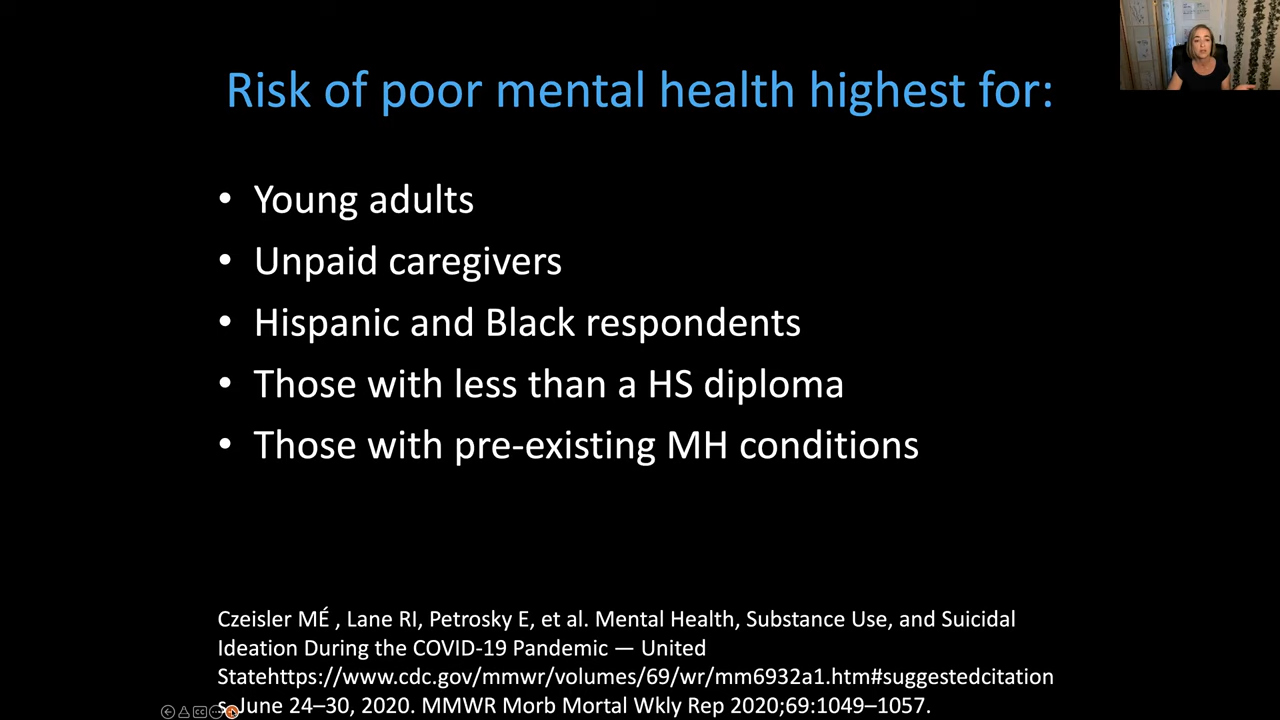 Risk of poor mental health highest for:
• Young adults
• Unpaid caregivers
• Hispanic and Black respondents
• Those with less than a HS diploma
• Those with pre-existing MH conditions
Czeisler MÉ , Lane RI, Petrosky E, et al. Mental Health, Substance Use, and Suicidal
Ideation During the COVID-19 Pandemic — United
Statehttps://www.cdc.gov/mmwr/volumes/69/wr/mm6932a1.htm#suggestedcitation
s, June 24–30, 2020. MMWR Morb Mortal Wkly Rep 2020;69:1049–1057.